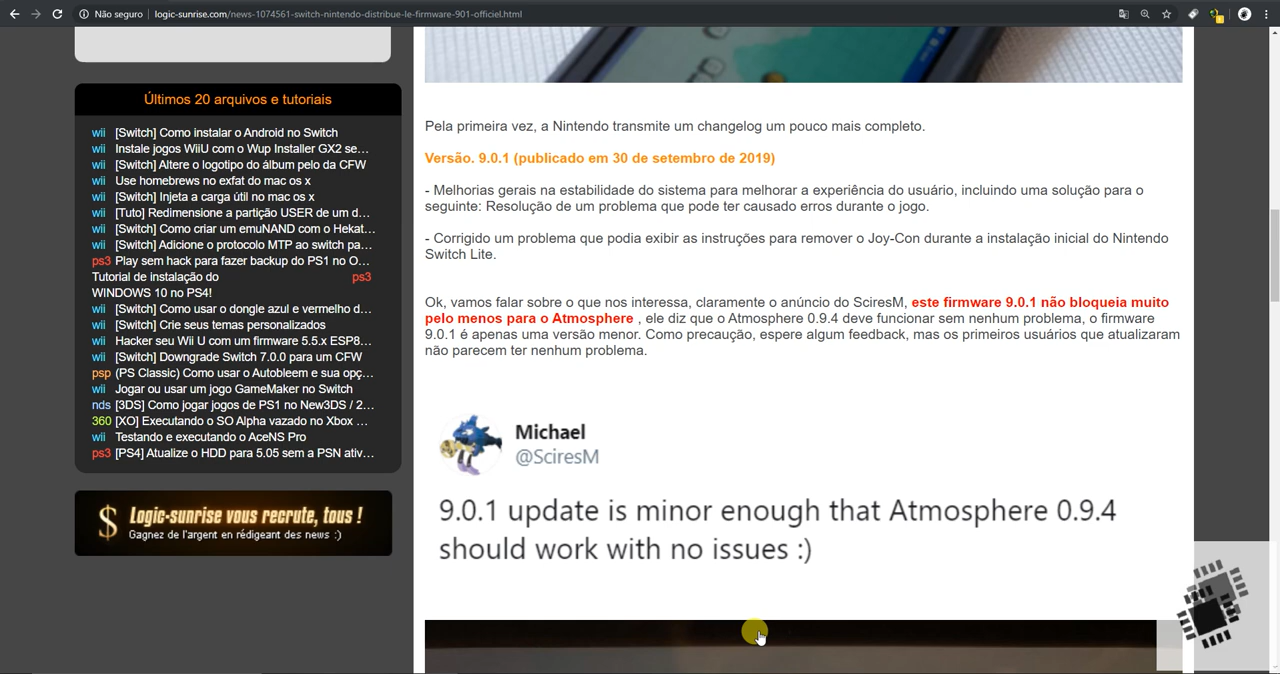 Não seguro
logic-sunrise.com/news-1074561-switch-nintendo-distribue-le-firmware-901-officiel.html
Últimos 20 arquivos e tutoriais
wii [Switch] Como instalar o Android no Switch
wii Instale jogos WiiU com o Wup Installer GX2 se...
wii [Switch] Altere o logotipo do álbum pelo da CFW
wii Use homebrews no exfat do mac os x
wii [Switch] Injeta a carga útil no mac os x
wii [Tuto] Redimensione a partição USER de um d...
wii [Switch] Como criar um emuNAND com o Hekat...
wii [Switch] Adicione o protocolo MTP ao switch pa...
ps3 Play sem hack para fazer backup do PS1 no O...
Tutorial de instalação do ps3
WINDOWS 10 no PS4!
wii [Switch] Como usar o dongle azul e vermelho d...
wii [Switch] Crie seus temas personalizados
wii Hacker seu Wii U com um firmware 5.5.x ESP8...
wii [Switch] Downgrade Switch 7.0.0 para um CFW
psp (PS Classic) Como usar o Autobleem e sua opç...
wii Jogar ou usar um jogo GameMaker no Switch
nds [3DS] Como jogar jogos de PS1 no New3DS / 2...
360 [XO] Executando o SO Alpha vazado no Xbox ...
wii Testando e executando o AceNS Pro
ps3 [PS4] Atualize o HDD para 5.05 sem a PSN ativ...
$ Logic-sunrise vous recrute, tous !
Gagnez de l'argent en rédigeant des news :)
Pela primeira vez, a Nintendo transmite um changelog um pouco mais completo.
Versão. 9.0.1 (publicado em 30 de setembro de 2019)
- Melhorias gerais na estabilidade do sistema para melhorar a experiência do usuário, incluindo uma solução para o
seguinte: Resolução de um problema que pode ter causado erros durante o jogo.
- Corrigido um problema que podia exibir as instruções para remover o Joy-Con durante a instalação inicial do Nintendo
Switch Lite.
Ok, vamos falar sobre o que nos interessa, claramente o anúncio do SciresM, este firmware 9.0.1 não bloqueia muito
pelo menos para o Atmosphere , ele diz que o Atmosphere 0.9.4 deve funcionar sem nenhum problema, o firmware
9.0.1 é apenas uma versão menor. Como precaução, espere algum feedback, mas os primeiros usuários que atualizaram
não parecem ter nenhum problema.
Michael
@SciresM
9.0.1 update is minor enough that Atmosphere 0.9.4
should work with no issues :)